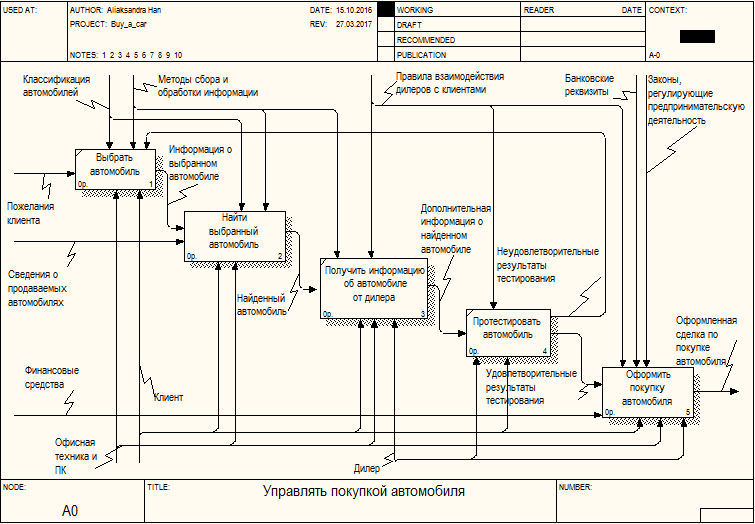 USED AT:
AUTHOR: Aliaksandra Han
DATE: 15.10.2016
WORKING
READER
DATE
CONTEXT:
PROJECT: Buy_a_car
REV: 27.03.2017
DRAFT
RECOMMENDED
NOTES: 1 2 3 4 5 6 7 8 9 10
PUBLICATION
A-0
Классификация
автомобилей
Методы сбора и
обработки информации
Правила взаимодействия
дилеров с клиентами
Банковские
реквизиты
Законы,
регулирующие
предпринимательскую
деятельность
Выбрать
автомобиль
0р.
1
Информация о
выбранном
автомобиле
Пожелания
клиента
Найти
выбранный
автомобиль
0р.
2
Дополнительная
информация о
найденном
автомобиле
Сведения о
продаваемых
автомобилях
Получить информацию
об автомобиле
от дилера
0р.
3
Неудовлетворительные
результаты
тестирования
Найденный
автомобиль
Протестировать
автомобиль
0р.
4
Оформленная
сделка по
покупке
автомобиля
Финансовые
средства
Удовлетворительные
результаты
тестирования
Оформить
покупку
автомобиля
0р.
5
Клиент
Офисная
техника и
ПК
Дилер
NODE:
TITLE:
NUMBER:
A0
Управлять покупкой автомобиля